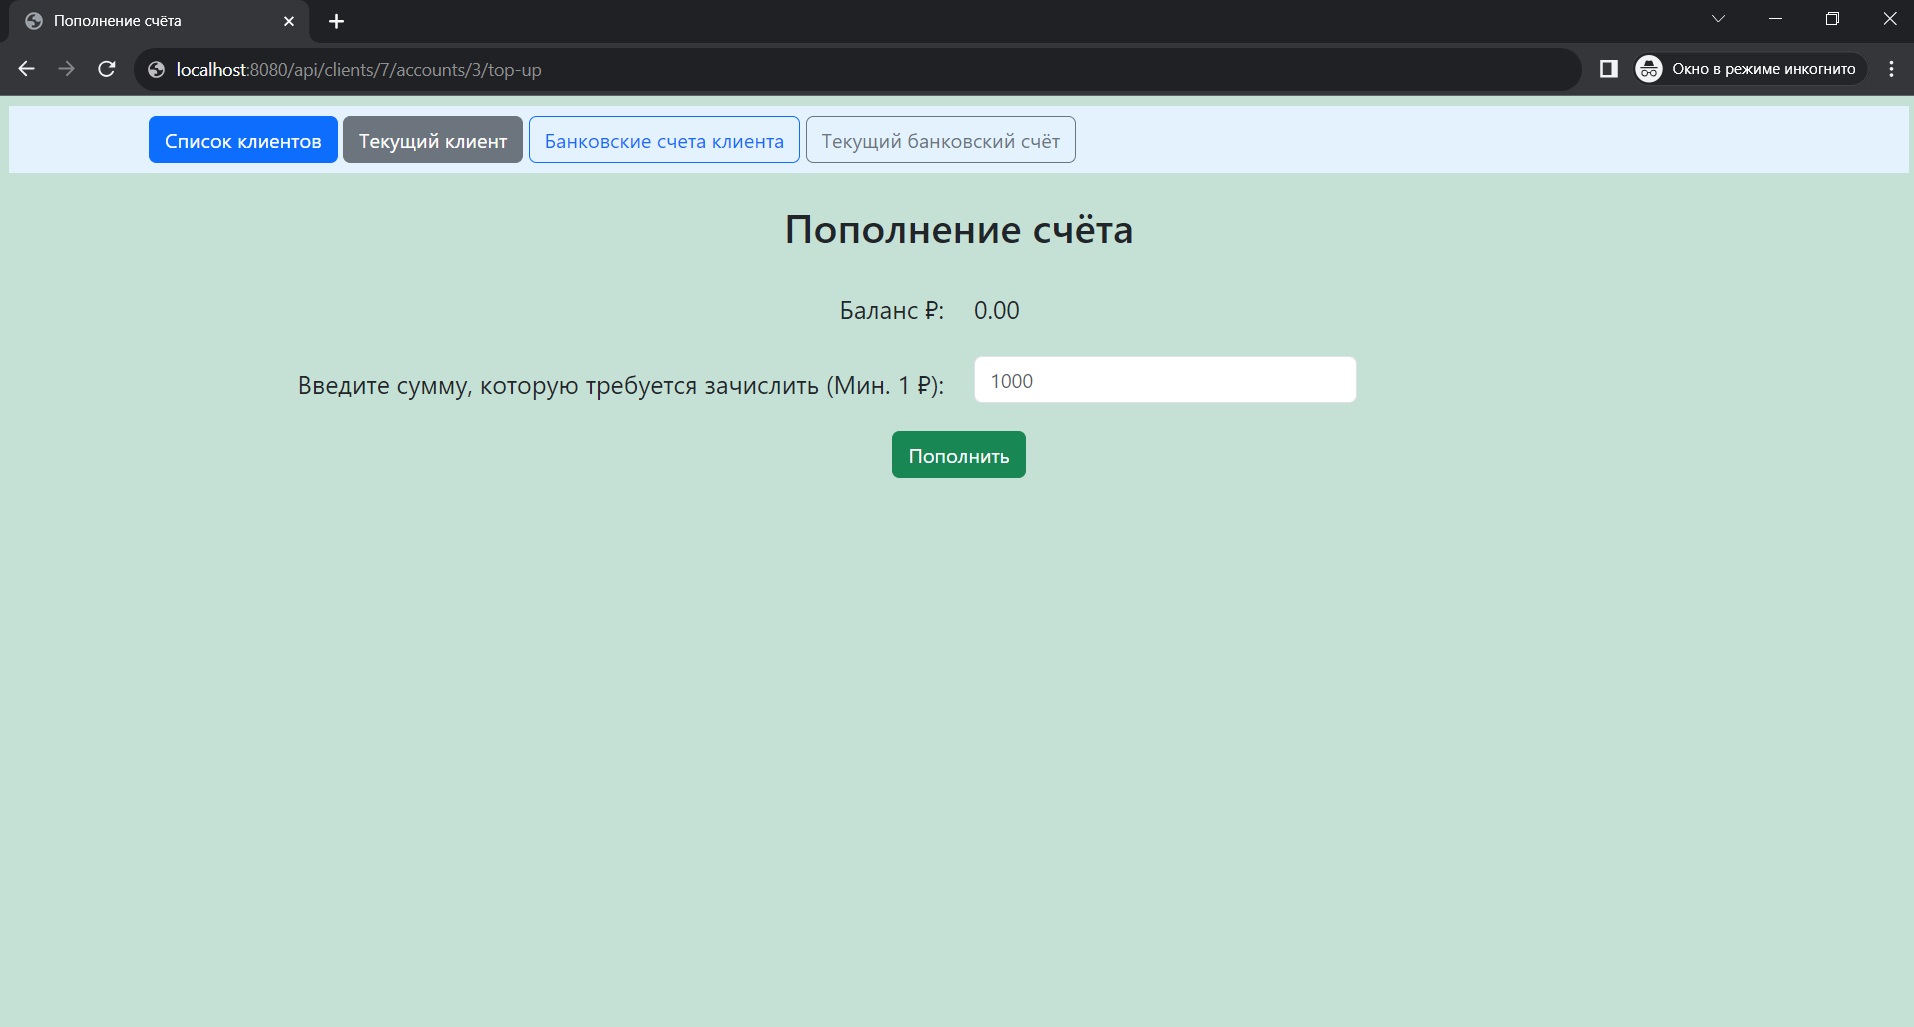 Пополнение счёта
localhost:8080/api/clients/7/accounts/3/top-up
Окно в режиме инкогнито
Список клиентов Текущий клиент Банковские счета клиента Текущий банковский счёт
Пополнение счёта
Баланс ₽: 0.00
Введите сумму, которую требуется зачислить (Мин. 1 ₽): 1000
Пополнить